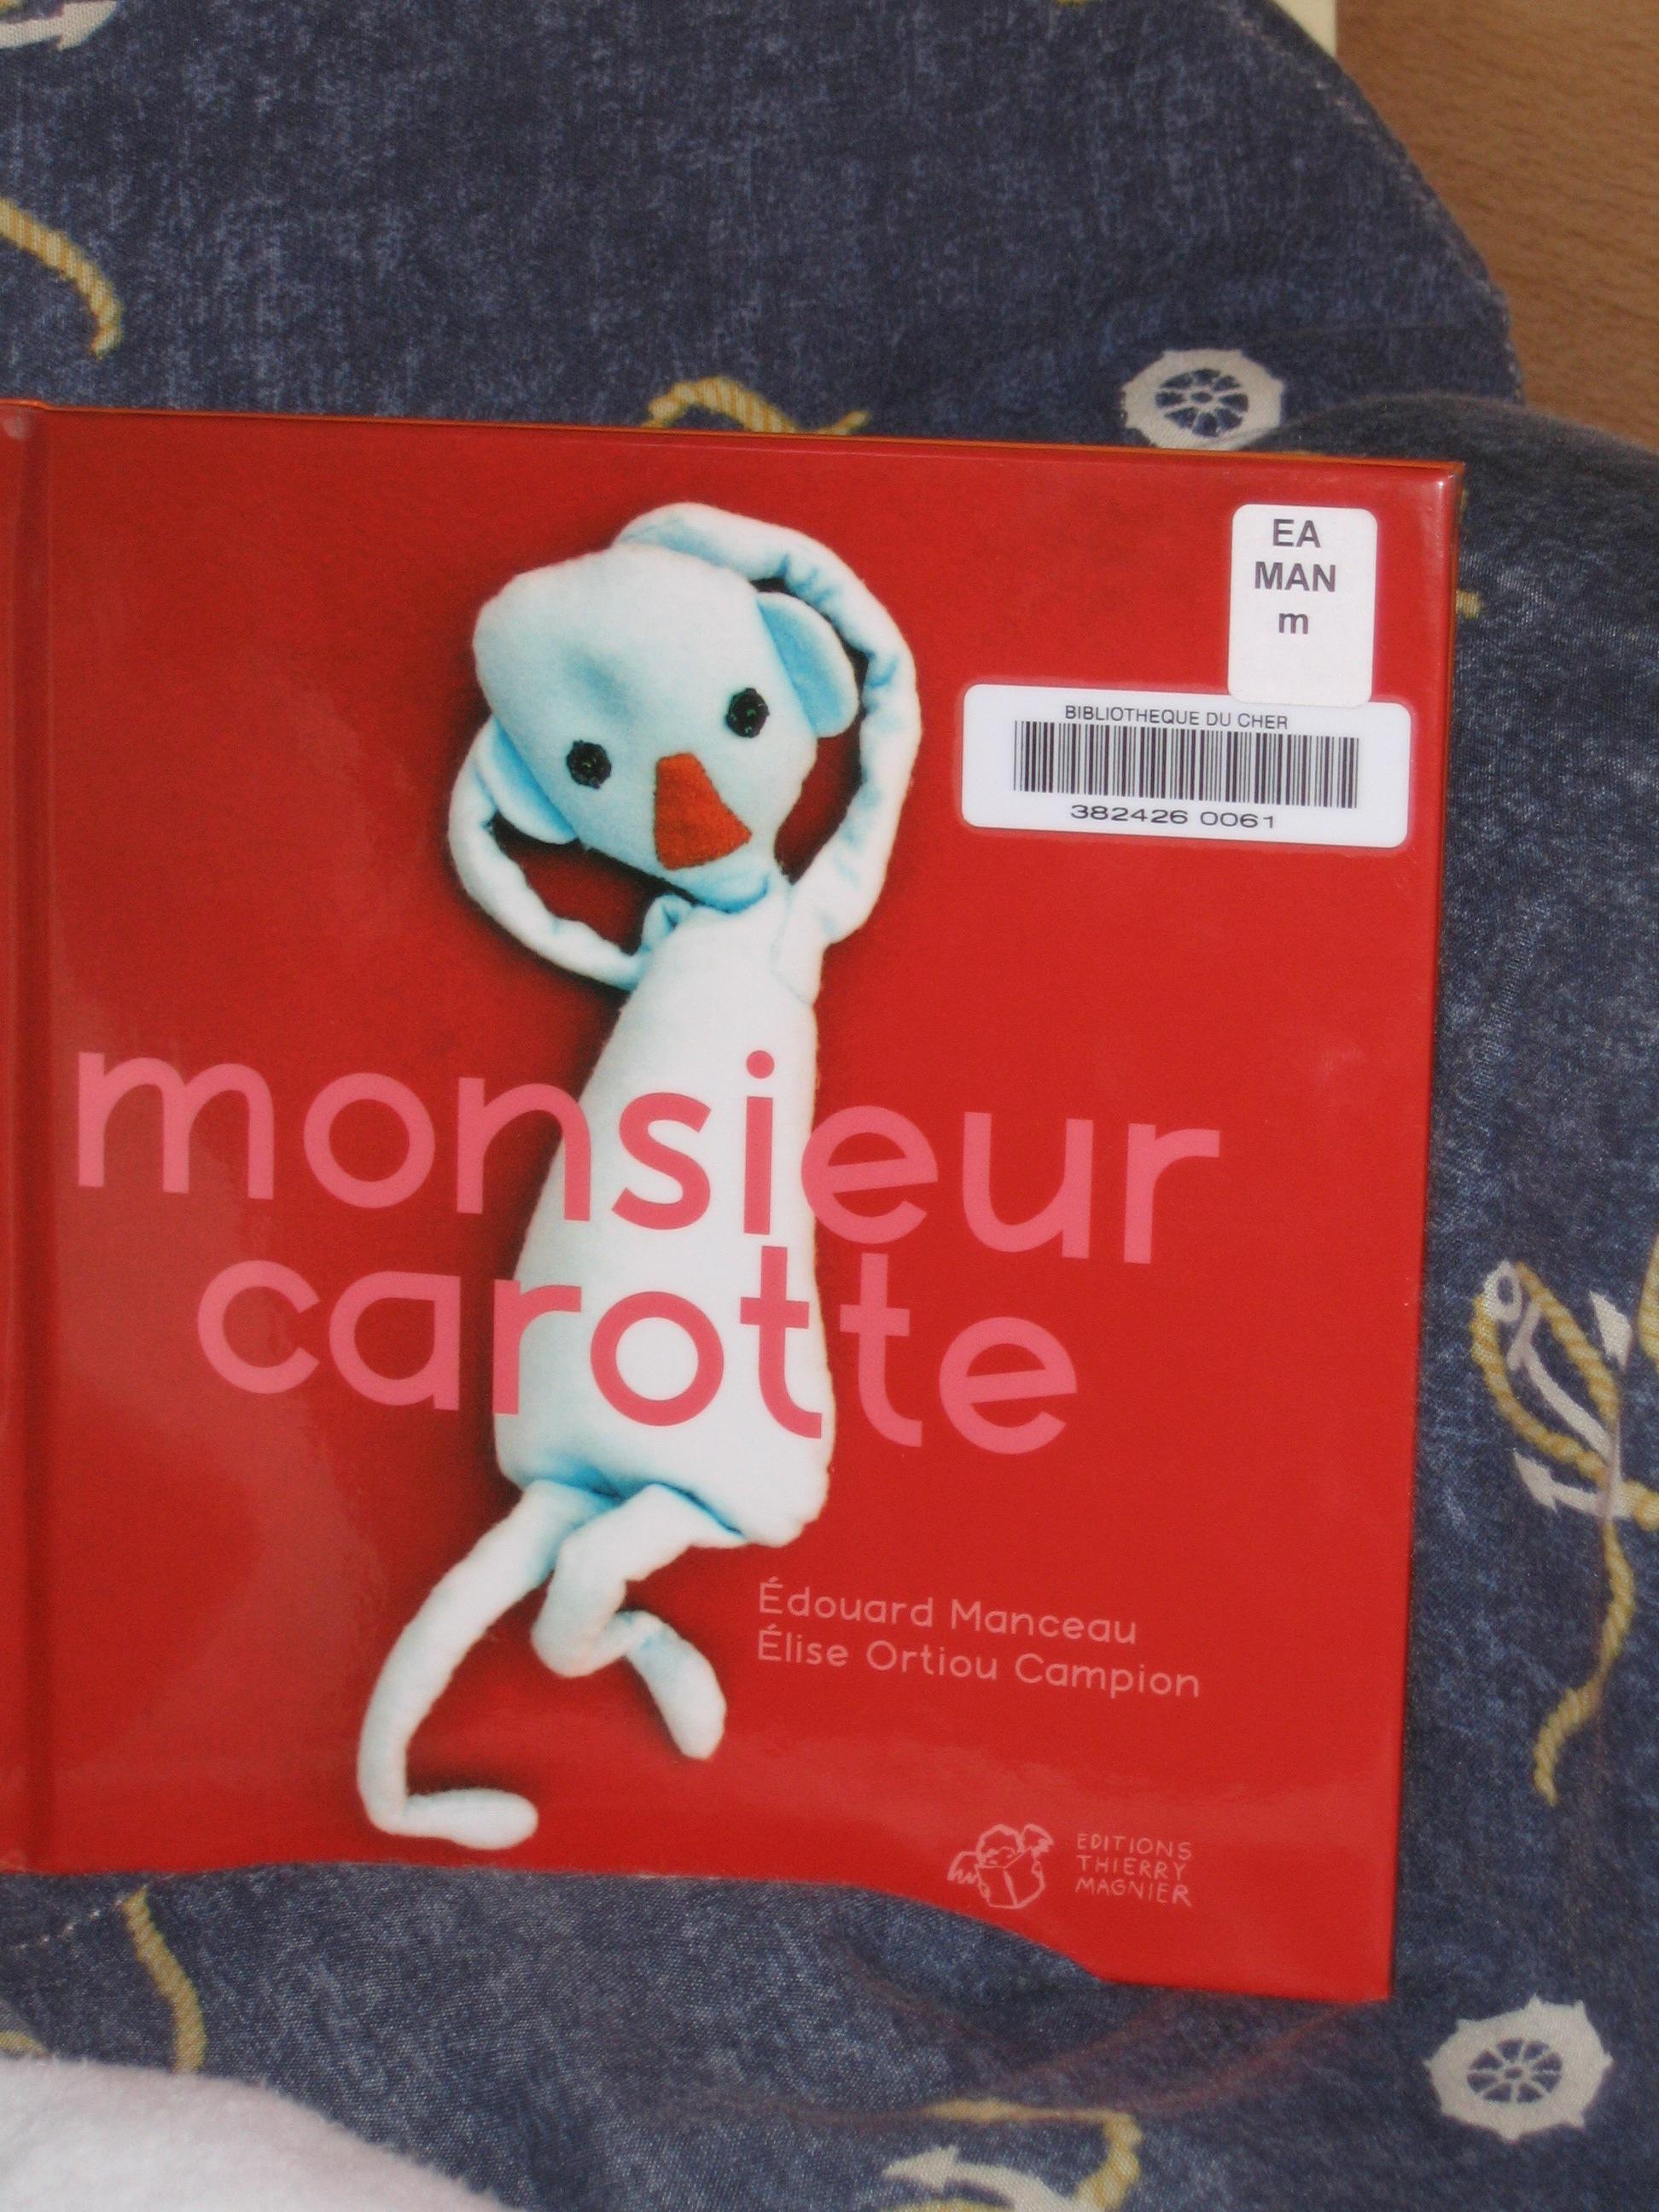 EA
MAN
m
BIBLIOTHEQUE DU CHER
382426 0061
monsieur
carotte
Édouard Manceau
Élise Ortiou Campion
EDITIONS
THIERRY
MAGNIER